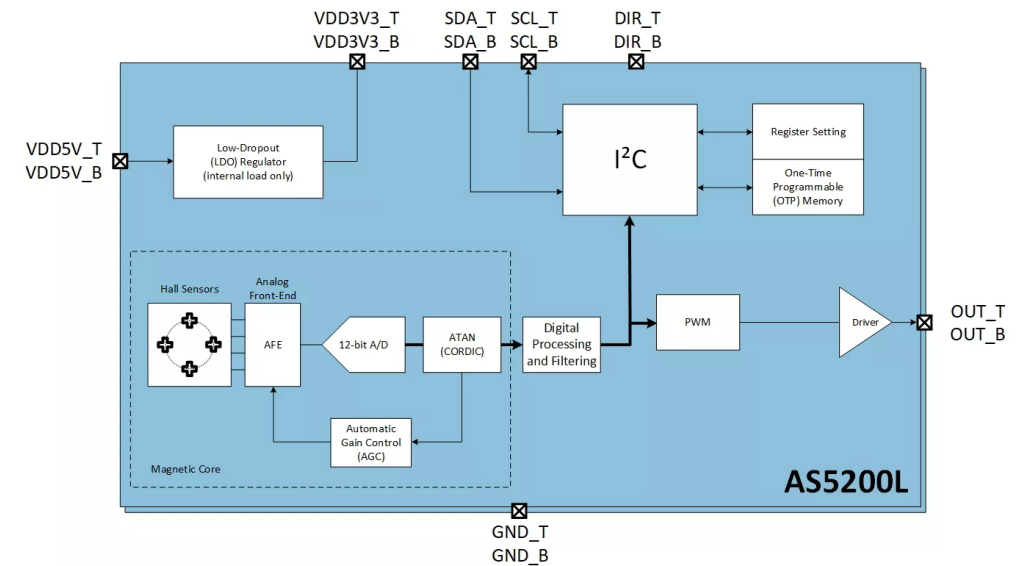 VDD3V3_T
VDD3V3_B
SDA_T
SDA_B
SCL_T
SCL_B
DIR_T
DIR_B
VDD5V_T
VDD5V_B
Low-Dropout
(LDO) Regulator
(internal load only)
I²C
Register Setting
One-Time
Programmable
(OTP) Memory
Hall Sensors
Analog
Front-End
AFE
12-bit A/D
ATAN
(CORDIC)
Digital
Processing
and Filtering
PWM
Driver
OUT_T
OUT_B
Automatic
Gain Control
(AGC)
Magnetic Core
AS5200L
GND_T
GND_B